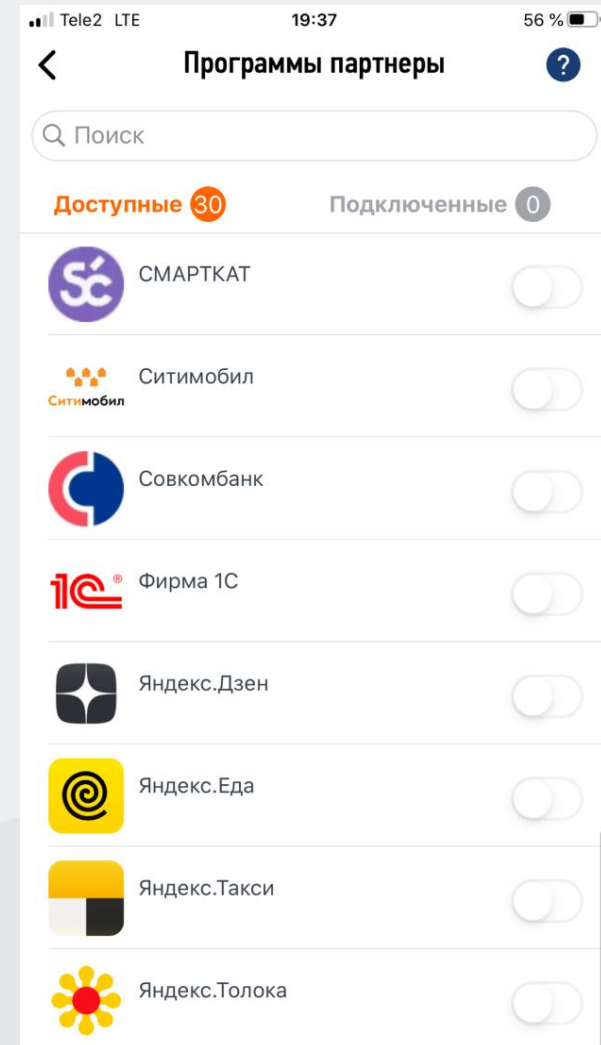 Tele2 LTE 19:37 56 %
Программы партнеры ?
Поиск
Доступные 30 Подключенные 0
Sć СМАРТКАТ
Ситимобил
Ситимобил
Совкомбанк
1С® Фирма 1С
Яндекс.Дзен
Яндекс.Еда
Яндекс.Такси
Яндекс.Толока